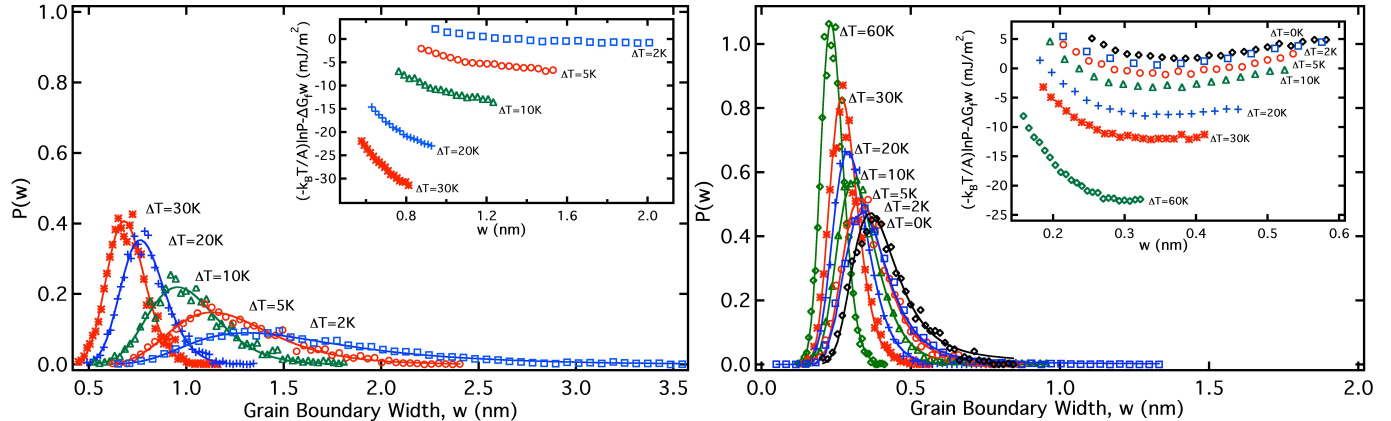 P(w)
0.8
0.6
0.4
0.2
0.0
0.5
1.0
1.5
2.0
2.5
3.0
3.5
Grain Boundary Width, w (nm)
ΔT=30K
ΔT=20K
ΔT=10K
ΔT=5K
ΔT=2K
(-kBT/A)lnP-ΔGfw (mJ/m²)
0
-5
-10
-15
-20
-25
-30
0.8
1.2
1.6
2.0
w (nm)
ΔT=2K
ΔT=5K
ΔT=10K
ΔT=20K
ΔT=30K
P(w)
1.0
0.8
0.6
0.4
0.2
0.0
0.0
0.5
1.0
1.5
2.0
Grain Boundary Width, w (nm)
ΔT=60K
ΔT=30K
ΔT=20K
ΔT=10K
ΔT=5K
ΔT=2K
ΔT=0K
(-kBT/A)lnP-ΔGfw (mJ/m²)
5
0
-5
-10
-15
-20
-25
0.2
0.3
0.4
0.5
0.6
w (nm)
ΔT=0K
ΔT=2K
ΔT=5K
ΔT=10K
ΔT=20K
ΔT=30K
ΔT=60K